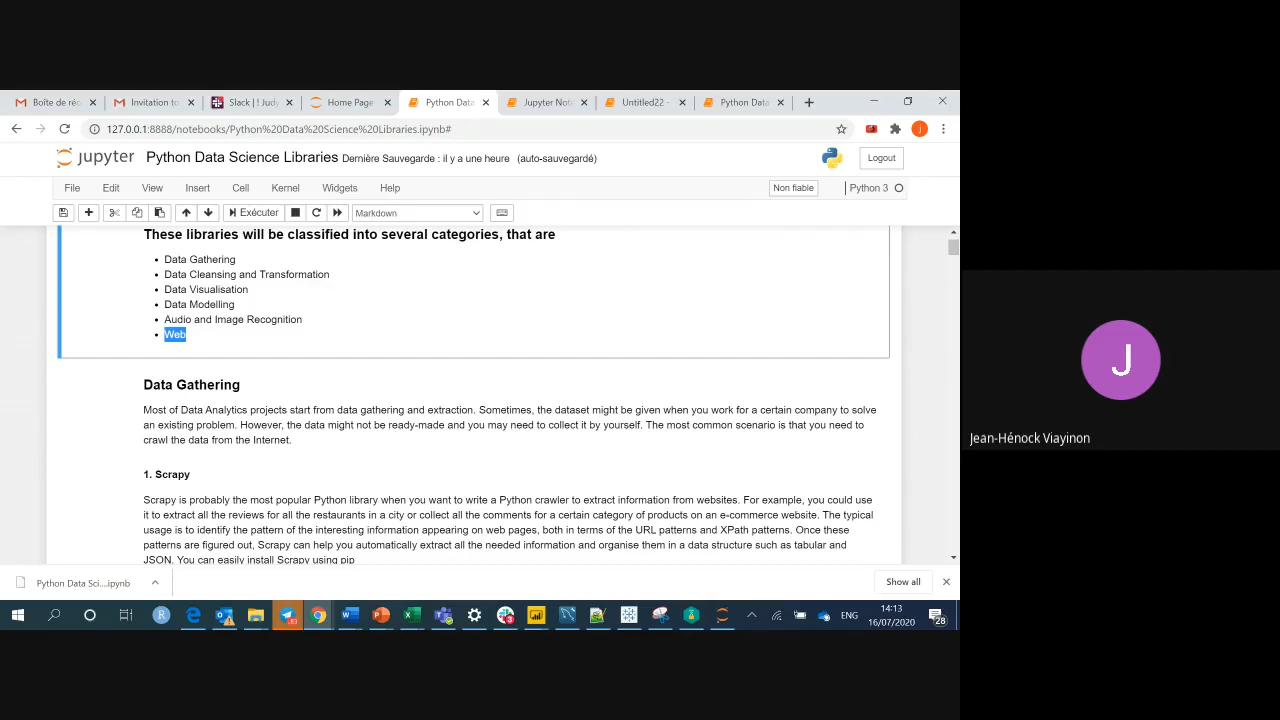 Boîte de réc
Invitation to
Slack | ! Judy
Home Page
Python Data
Jupyter Not
Untitled22 -
Python Data
127.0.0.1:8888/notebooks/Python%20Data%20Science%20Libraries.ipynb#
j
jupyter Python Data Science Libraries Dernière Sauvegarde : il y a une heure (auto-sauvegardé)
Logout
File Edit View Insert Cell Kernel Widgets Help
Non fiable
Python 3
Exécuter
Markdown
These libraries will be classified into several categories, that are
• Data Gathering
• Data Cleansing and Transformation
• Data Visualisation
• Data Modelling
• Audio and Image Recognition
• Web
Data Gathering
Most of Data Analytics projects start from data gathering and extraction. Sometimes, the dataset might be given when you work for a certain company to solve
an existing problem. However, the data might not be ready-made and you may need to collect it by yourself. The most common scenario is that you need to
crawl the data from the Internet.
1. Scrapy
Scrapy is probably the most popular Python library when you want to write a Python crawler to extract information from websites. For example, you could use
it to extract all the reviews for all the restaurants in a city or collect all the comments for a certain category of products on an e-commerce website. The typical
usage is to identify the pattern of the interesting information appearing on web pages, both in terms of the URL patterns and XPath patterns. Once these
patterns are figured out, Scrapy can help you automatically extract all the needed information and organise them in a data structure such as tabular and
JSON. You can easily install Scrapy using pip
Python Data Sci....ipynb
Show all
ENG
14:13
16/07/2020
28
J
Jean-Hénock Viayinon